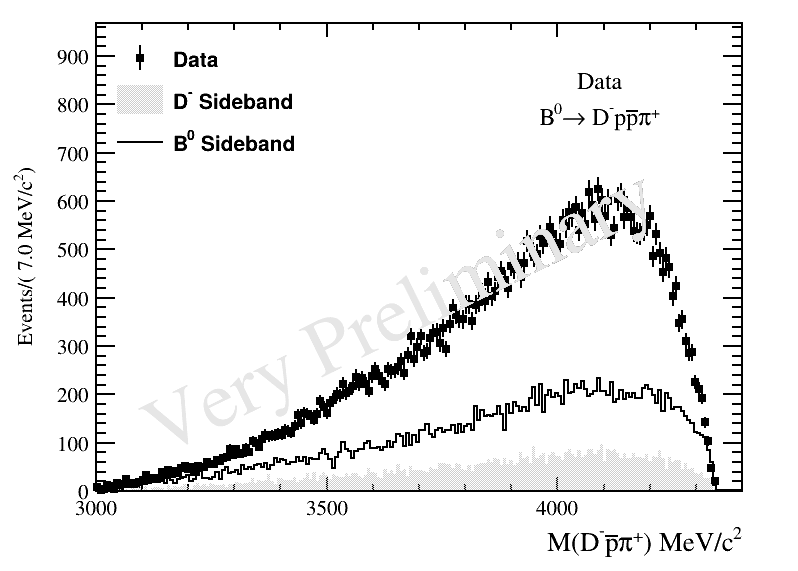 900
800
700
600
500
400
300
200
100
0
3000
3500
4000
Events/( 7.0 MeV/c²)
Data
D⁻ Sideband
B⁰ Sideband
Data
B⁰→ D⁻pp̅π⁺
Very Preliminary
M(D⁻p̅π⁺) MeV/c²